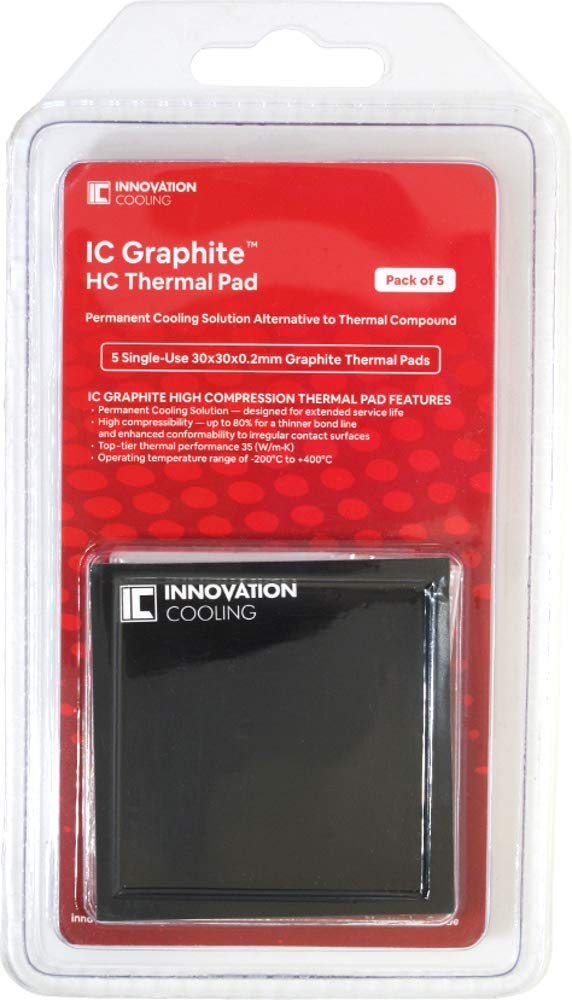 IC INNOVATION
COOLING
IC Graphite™
HC Thermal Pad
Pack of 5
Permanent Cooling Solution Alternative to Thermal Compound
5 Single-Use 30x30x0.2mm Graphite Thermal Pads
IC GRAPHITE HIGH COMPRESSION THERMAL PAD FEATURES
• Permanent Cooling Solution — designed for extended service life
• High compressibility — up to 80% for a thinner bond line
and enhanced conformability to irregular contact surfaces
• Top-tier thermal performance 35 (W/m-K)
• Operating temperature range of -200°C to +400°C
IC INNOVATION
COOLING